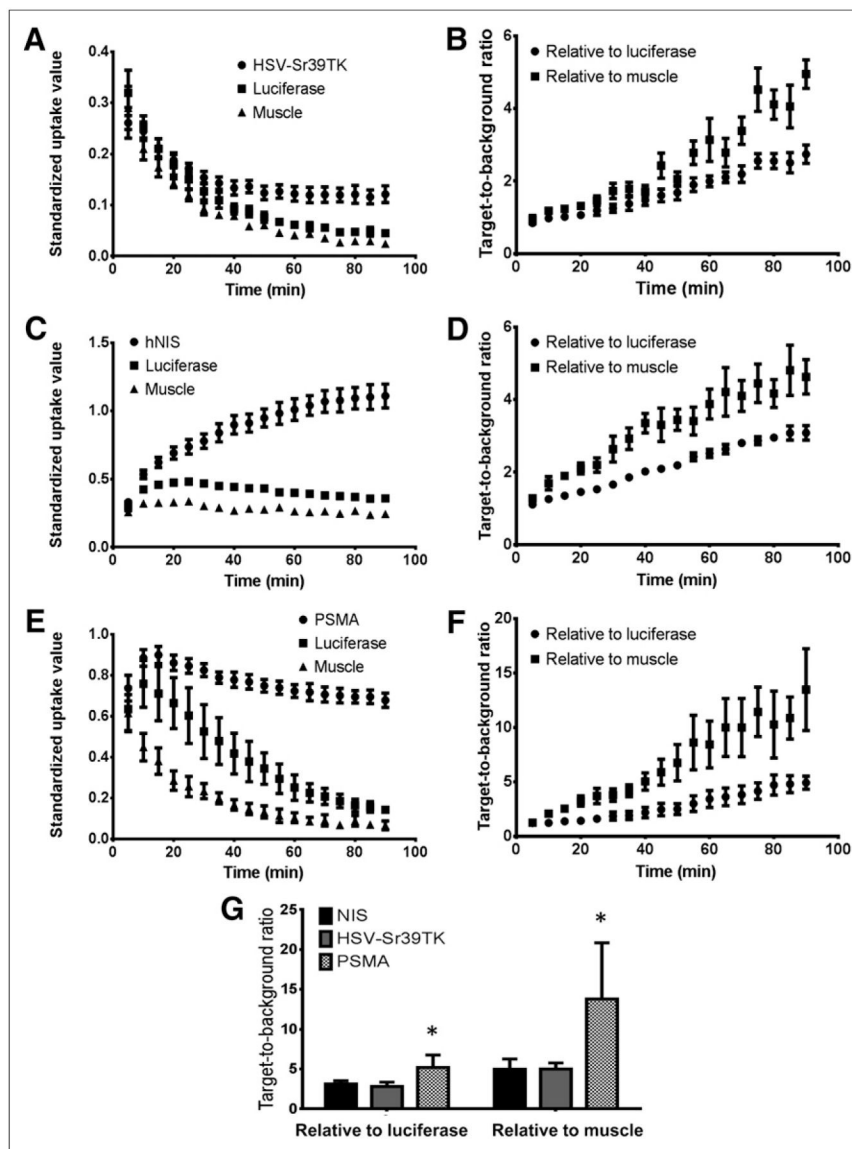 A
Standardized uptake value
0.4
0.3
0.2
0.1
0.0
HSV-Sr39TK
Luciferase
Muscle
0 20 40 60 80 100
Time (min)
B
Target-to-background ratio
6
4
2
0
Relative to luciferase
Relative to muscle
0 20 40 60 80 100
Time (min)
C
Standardized uptake value
1.5
1.0
0.5
0.0
hNIS
Luciferase
Muscle
0 20 40 60 80 100
Time (min)
D
Target-to-background ratio
6
4
2
0
Relative to luciferase
Relative to muscle
0 20 40 60 80 100
Time (min)
E
Standardized uptake value
1.0
0.8
0.6
0.4
0.2
0.0
PSMA
Luciferase
Muscle
0 20 40 60 80 100
Time (min)
F
Target-to-background ratio
20
15
10
5
0
Relative to luciferase
Relative to muscle
0 20 40 60 80 100
Time (min)
G
Target-to-background ratio
25
20
15
10
5
0
NIS
HSV-Sr39TK
PSMA
*
*
Relative to luciferase Relative to muscle